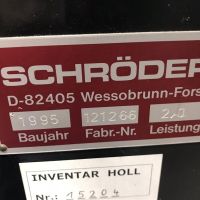 SCHRÖDER
D-82405 Wessobrunn-Fors
1995 121266 2,0
Baujahr Fabr.-Nr. Leistung
INVENTAR HOLL
Nr.: 15204